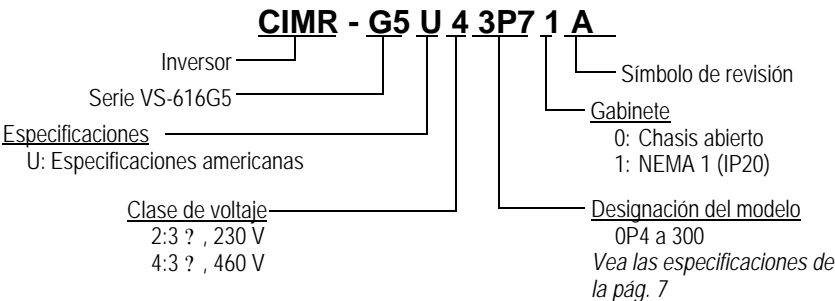 CIMR - G5 U 4 3P7 1 A
Inversor
Símbolo de revisión
Serie VS-616G5
Gabinete
0: Chasis abierto
1: NEMA 1 (IP20)
Especificaciones
U: Especificaciones americanas
Clase de voltaje
2:3 ? , 230 V
4:3 ? , 460 V
Designación del modelo
0P4 a 300
Vea las especificaciones de
la pág. 7